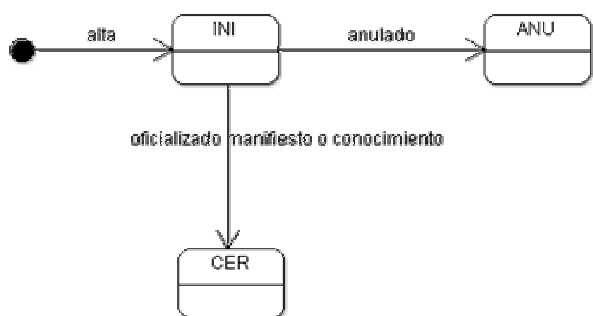 alta
INI
anulado
ANU
oficializado manifiesto o conocimiento
CER